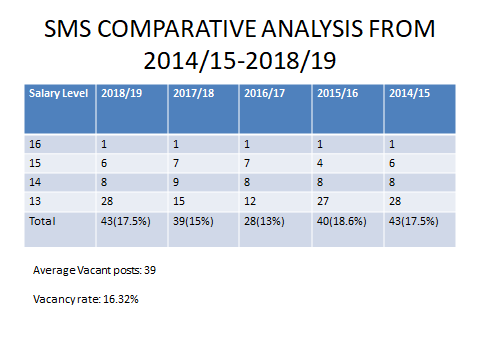 SMS COMPARATIVE ANALYSIS FROM
2014/15-2018/19
Salary Level 2018/19 2017/18 2016/17 2015/16 2014/15
16 1 1 1 1 1
15 6 7 7 4 6
14 8 9 8 8 8
13 28 15 12 27 28
Total 43(17.5%) 39(15%) 28(13%) 40(18.6%) 43(17.5%)
Average Vacant posts: 39
Vacancy rate: 16.32%